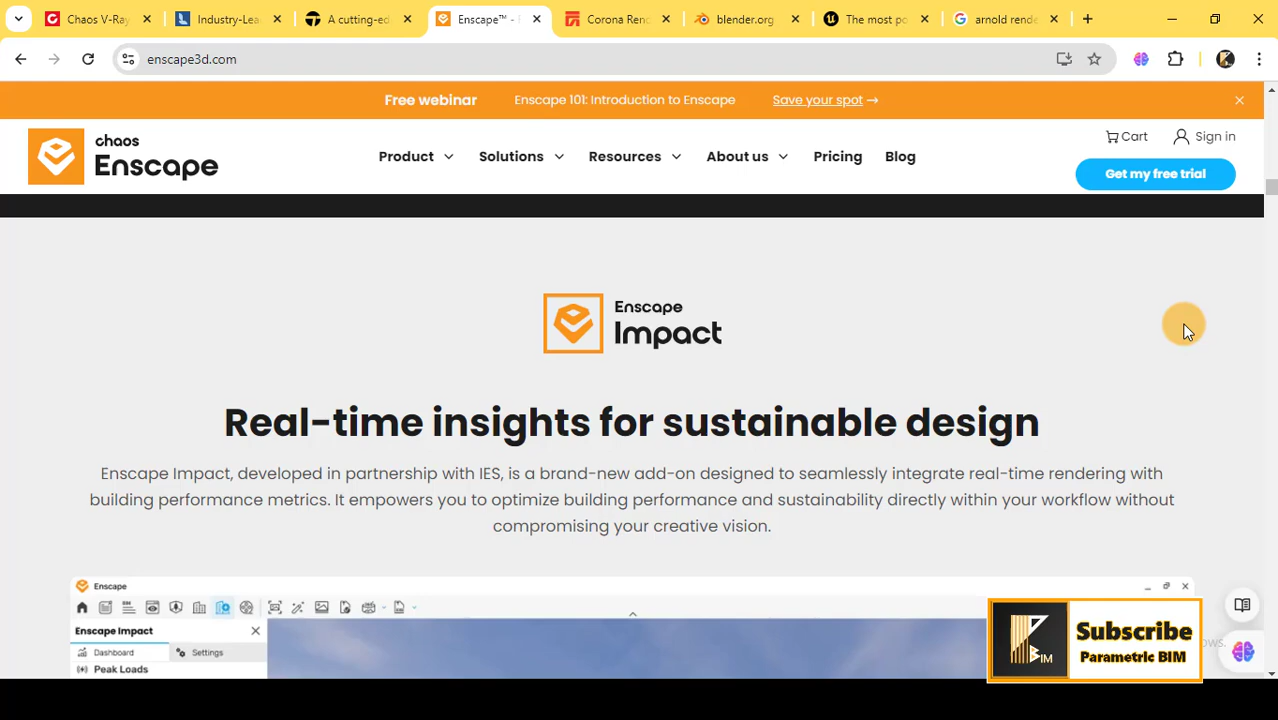 Chaos V-Ray
Industry-Lea
A cutting-ed
Enscape™ -
Corona Rend
blender.org
The most po
arnold rende
enscape3d.com
Free webinar
Enscape 101: Introduction to Enscape
Save your spot →
chaos
Enscape
Product
Solutions
Resources
About us
Pricing
Blog
Cart
Sign in
Get my free trial
Enscape
Impact
Real-time insights for sustainable design
Enscape Impact, developed in partnership with IES, is a brand-new add-on designed to seamlessly integrate real-time rendering with
building performance metrics. It empowers you to optimize building performance and sustainability directly within your workflow without
compromising your creative vision.
Enscape
Enscape Impact
Dashboard
Settings
Peak Loads
BIM
Subscribe
Parametric BIM